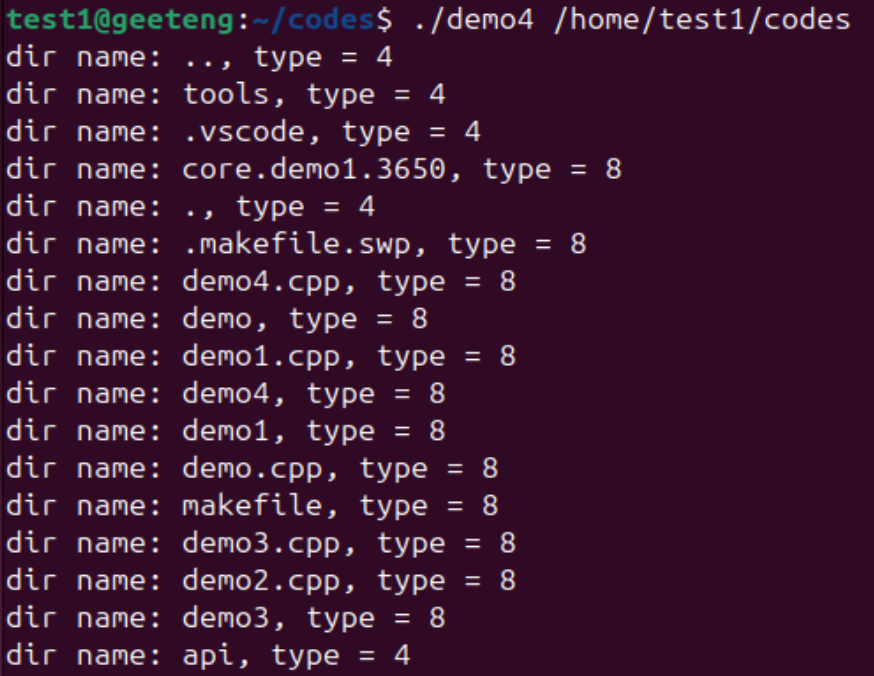 test1@geeteng:~/codes$ ./demo4 /home/test1/codes
dir name: .., type = 4
dir name: tools, type = 4
dir name: .vscode, type = 4
dir name: core.demo1.3650, type = 8
dir name: ., type = 4
dir name: .makefile.swp, type = 8
dir name: demo4.cpp, type = 8
dir name: demo, type = 8
dir name: demo1.cpp, type = 8
dir name: demo4, type = 8
dir name: demo1, type = 8
dir name: demo.cpp, type = 8
dir name: makefile, type = 8
dir name: demo3.cpp, type = 8
dir name: demo2.cpp, type = 8
dir name: demo3, type = 8
dir name: api, type = 4